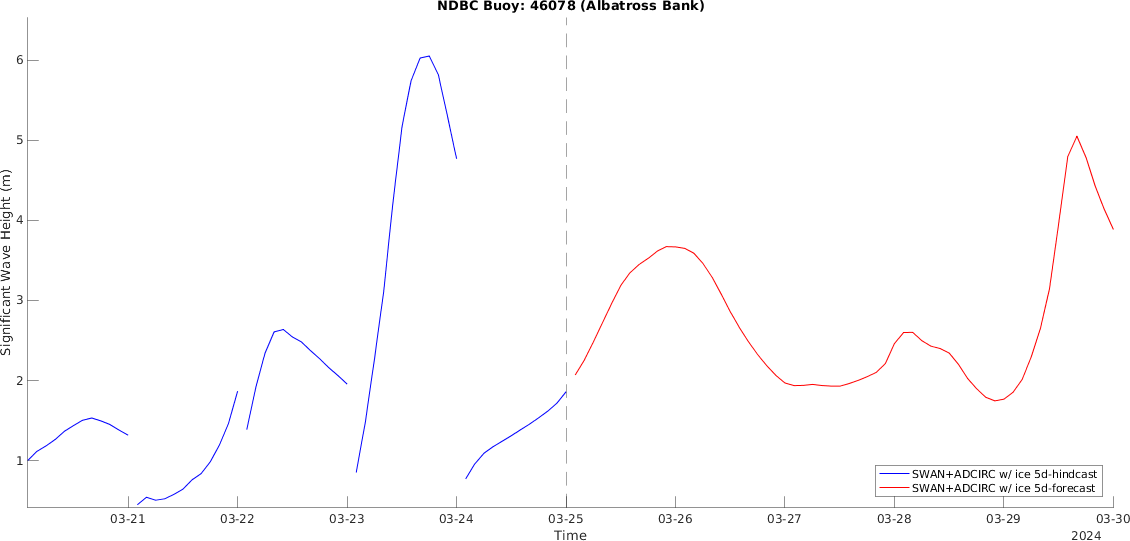 NDBC Buoy: 46078 (Albatross Bank)
Significant Wave Height (m)
6
5
4
3
2
1
SWAN+ADCIRC w/ ice 5d-hindcast
SWAN+ADCIRC w/ ice 5d-forecast
03-21 03-22 03-23 03-24 03-25 03-26 03-27 03-28 03-29 03-30
Time
2024